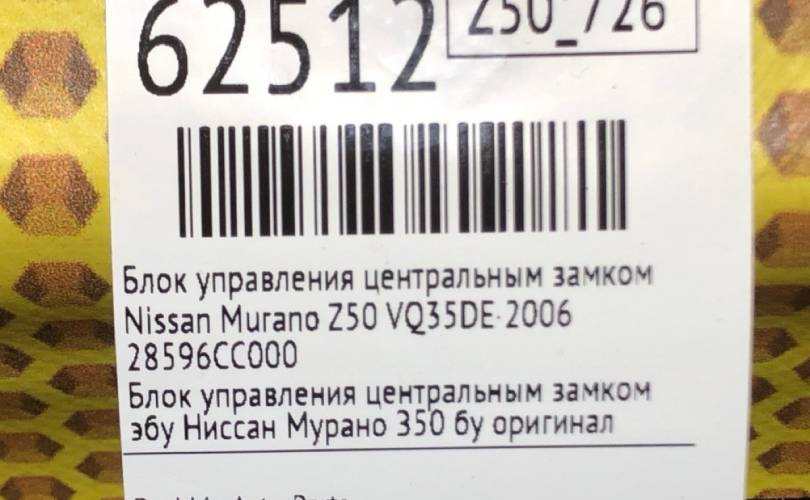 62512
Z50_726
Блок управления центральным замком
Nissan Murano Z50 VQ35DE 2006
28596CC000
Блок управления центральным замком
эбу Ниссан Мурано З50 бу оригинал